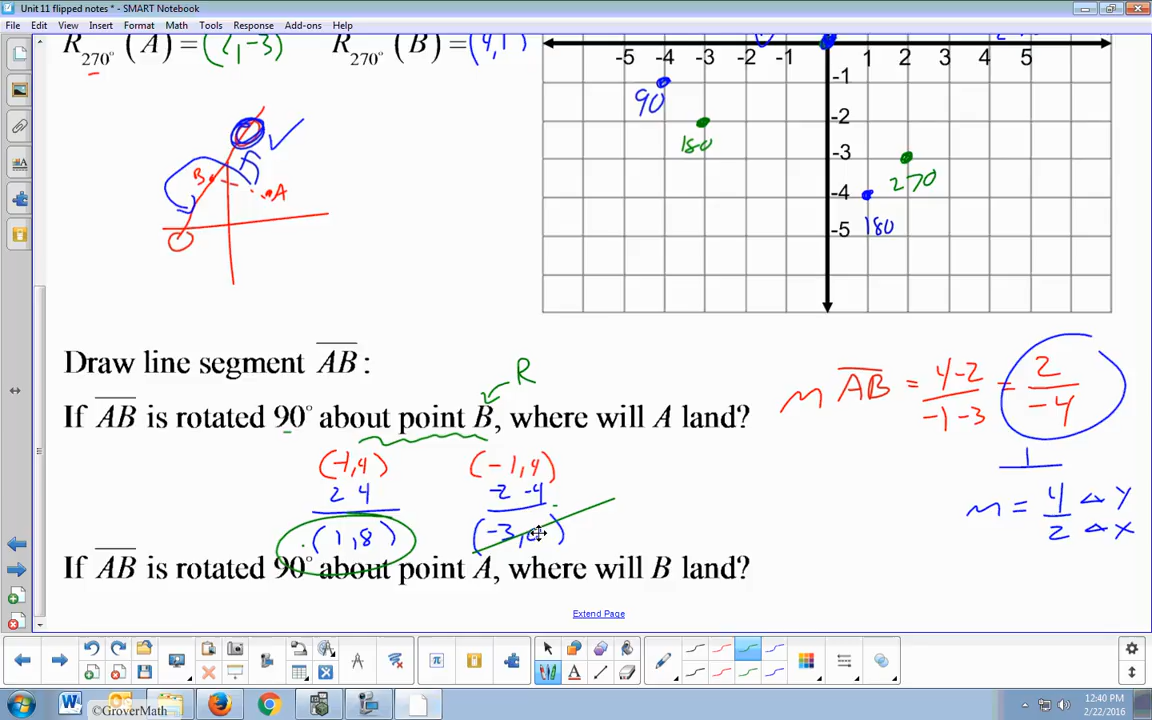 Unit 11 flipped notes * - SMART Notebook
File Edit View Insert Format Math Response Tools Add-ons Help
R270° (A) = (2,-3) R270° (B) = (4,1)
-5 -4 -3 -2 -1 1 2 3 4 5
-1
-2
-3
-4
-5
90
180
270
180
B
A
Draw line segment AB:
R
m AB = 4-2 / -1-3 = 2 / -4
If AB is rotated 90° about point B, where will A land?
(-1,4) (-1,4)
2 4 -2 -4
(1,8) (-3,
1
m = 4 ΔY / 2 ΔX
If AB is rotated 90° about point A, where will B land?
Extend Page
©GroverMath
12:40 PM
2/22/2016